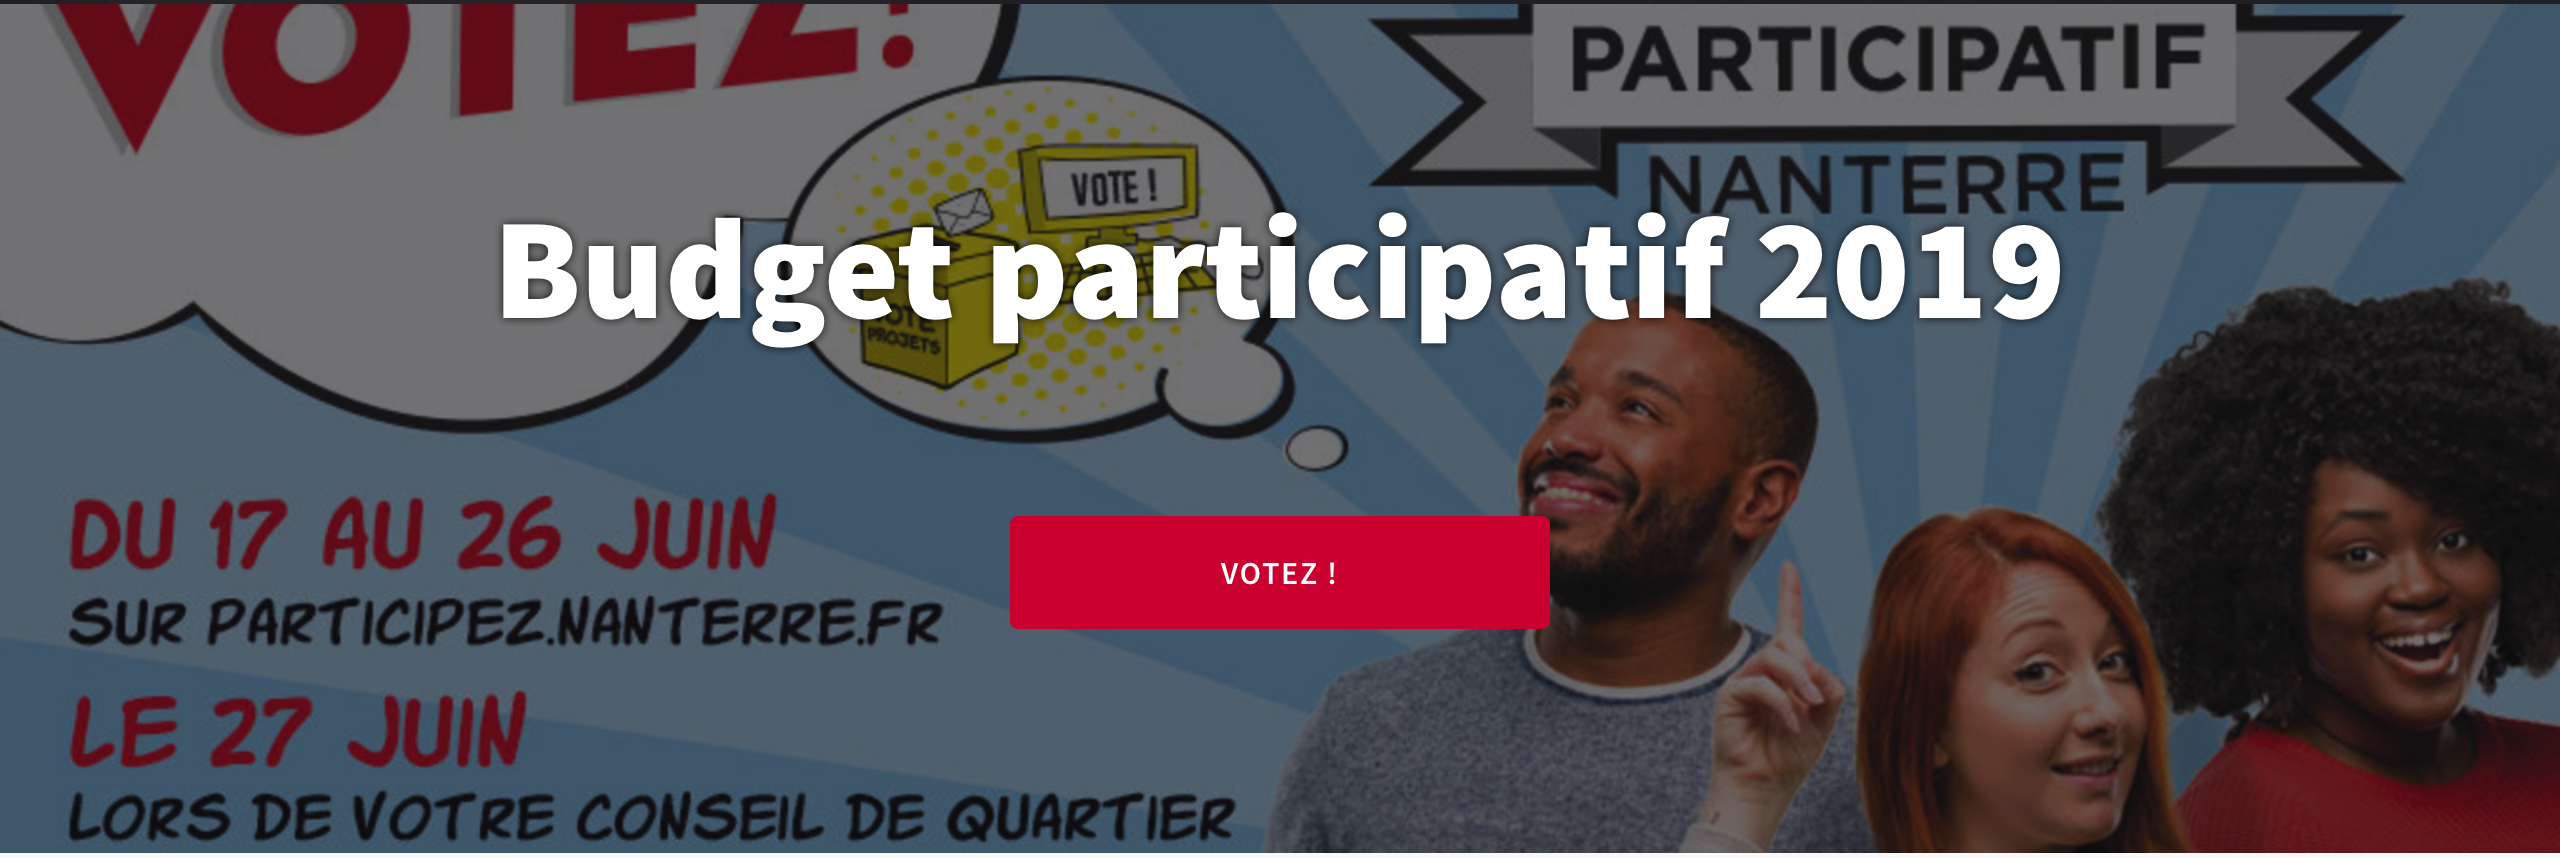 VOTEZ!
PARTICIPATIF
NANTERRE
VOTE !
Budget participatif 2019
PROJETS
DU 17 AU 26 JUIN
SUR PARTICIPEZ.NANTERRE.FR
VOTEZ !
LE 27 JUIN
LORS DE VOTRE CONSEIL DE QUARTIER